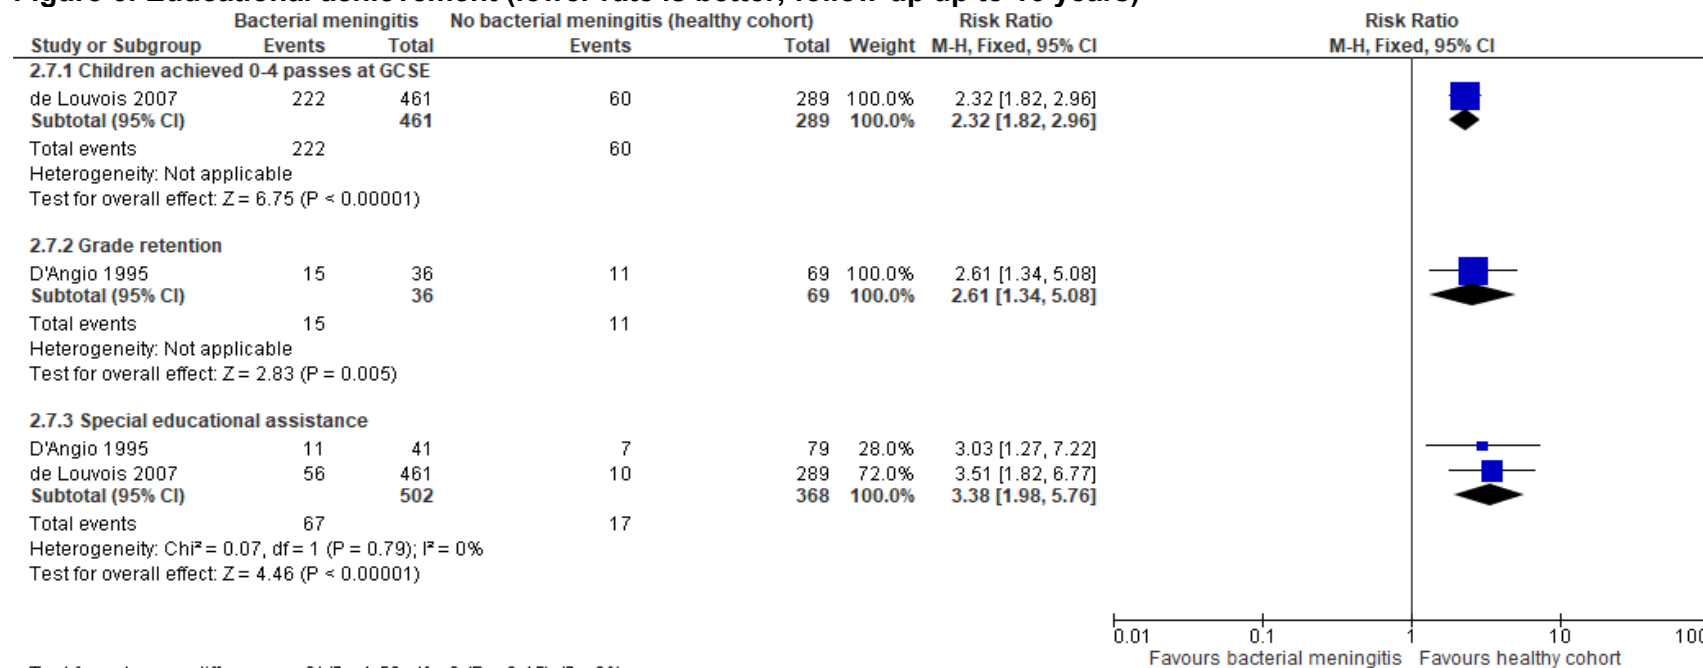 Bacterial meningitis No bacterial meningitis (healthy cohort) Risk Ratio Risk Ratio
Study or Subgroup Events Total Events Total Weight M-H, Fixed, 95% CI M-H, Fixed, 95% CI
2.7.1 Children achieved 0-4 passes at GCSE
de Louvois 2007 222 461 60 289 100.0% 2.32 [1.82, 2.96]
Subtotal (95% CI) 461 289 100.0% 2.32 [1.82, 2.96]
Total events 222 60
Heterogeneity: Not applicable
Test for overall effect: Z = 6.75 (P < 0.00001)
2.7.2 Grade retention
D'Angio 1995 15 36 11 69 100.0% 2.61 [1.34, 5.08]
Subtotal (95% CI) 36 69 100.0% 2.61 [1.34, 5.08]
Total events 15 11
Heterogeneity: Not applicable
Test for overall effect: Z = 2.83 (P = 0.005)
2.7.3 Special educational assistance
D'Angio 1995 11 41 7 79 28.0% 3.03 [1.27, 7.22]
de Louvois 2007 56 461 10 289 72.0% 3.51 [1.82, 6.77]
Subtotal (95% CI) 502 368 100.0% 3.38 [1.98, 5.76]
Total events 67 17
Heterogeneity: Chi² = 0.07, df = 1 (P = 0.79); I² = 0%
Test for overall effect: Z = 4.46 (P < 0.00001)
0.01 0.1 1 10 100
Favours bacterial meningitis Favours healthy cohort